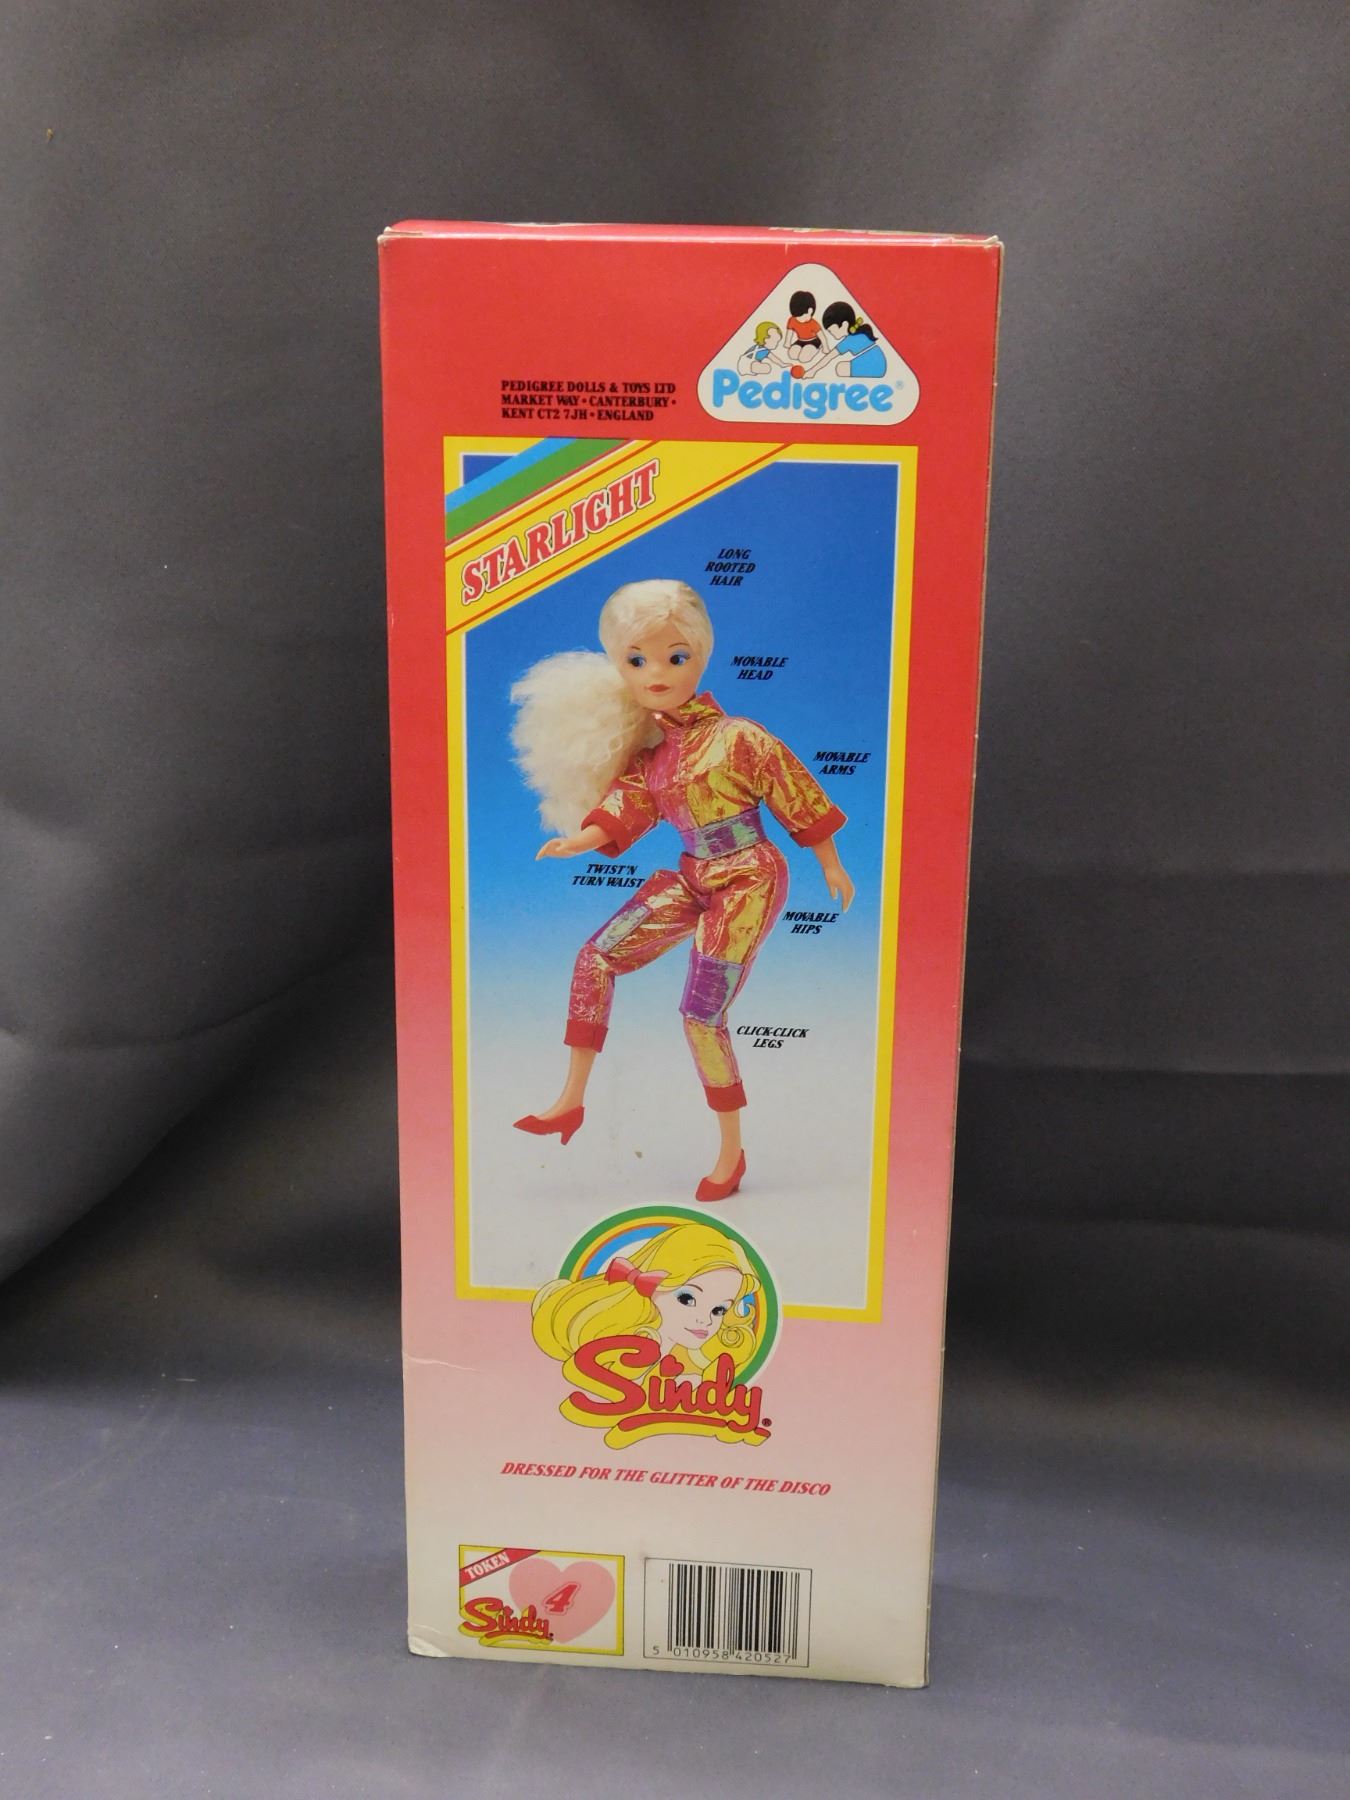 PEDIGREE DOLLS & TOYS LTD
MARKET WAY • CANTERBURY •
KENT CT2 7JH • ENGLAND
Pedigree®
STARLIGHT
LONG
ROOTED
HAIR
MOVABLE
HEAD
MOVABLE
ARMS
TWIST'N
TURN WAIST
MOVABLE
HIPS
CLICK-CLICK
LEGS
Sindy®
DRESSED FOR THE GLITTER OF THE DISCO
TOKEN
4
Sindy
5 010958 420527